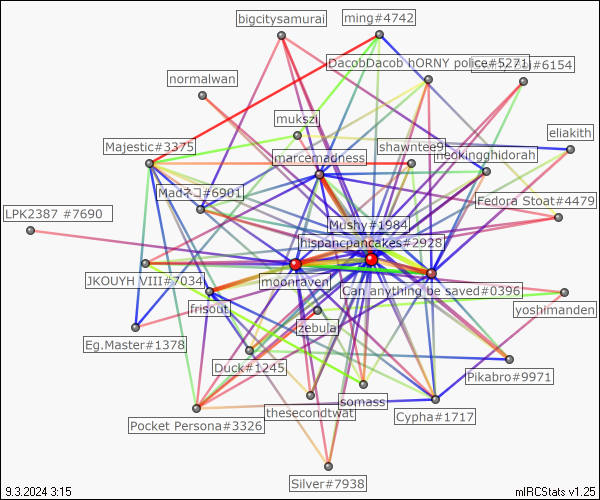 bigcitysamurai
ming#4742
DacobDacob hORNY police#5271
#6154
normalwan
mukszi
eliakith
Majestic#3375
shawntee9
marcemadness
neokingghidorah
Madネコ#6901
Fedora Stoat#4479
LPK2387 #7690
Mushy#1984
hispancpancakes#2928
moonraven
JKOUYH VIII#7034
Can anything be saved#0396
frisout
yoshimanden
zebula
Eg.Master#1378
Duck#1245
Pikabro#9971
somass
thesecondtwat
Cypha#1717
Pocket Persona#3326
Silver#7938
9.3.2024 3:15
mIRCStats v1.25